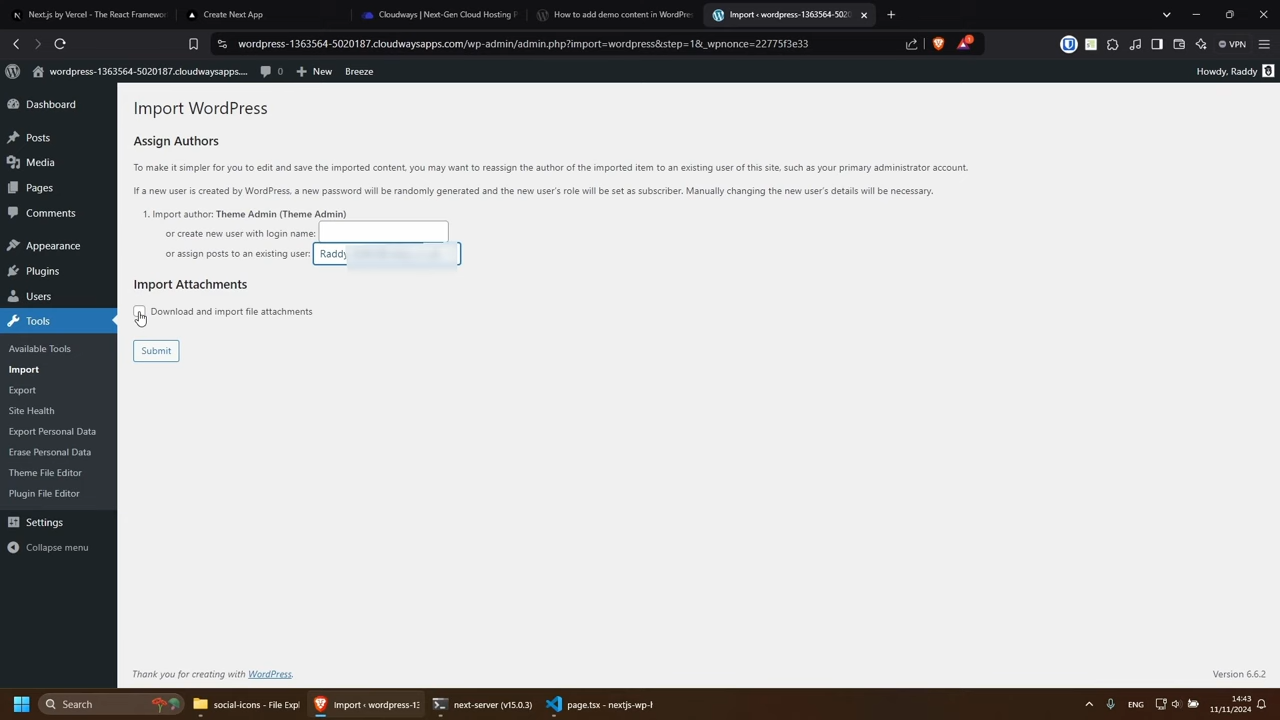 Next.js by Vercel - The React Framewor
Create Next App
Cloudways | Next-Gen Cloud Hosting P
How to add demo content in WordPres
Import ‹ wordpress-1363564-5020
wordpress-1363564-5020187.cloudwaysapps.com/wp-admin/admin.php?import=wordpress&step=1&_wpnonce=22775f3e33
VPN
wordpress-1363564-5020187.cloudwaysapps.com/...
0
New
Breeze
Howdy, Raddy
Dashboard
Posts
Media
Pages
Comments
Appearance
Plugins
Users
Tools
Available Tools
Import
Export
Site Health
Export Personal Data
Erase Personal Data
Theme File Editor
Plugin File Editor
Settings
Collapse menu
Import WordPress
Assign Authors
To make it simpler for you to edit and save the imported content, you may want to reassign the author of the imported item to an existing user of this site, such as your primary administrator account.
If a new user is created by WordPress, a new password will be randomly generated and the new user's role will be set as subscriber. Manually changing the new user's details will be necessary.
1. Import author: Theme Admin (Theme Admin)
or create new user with login name:
or assign posts to an existing user: Raddy
Import Attachments
Download and import file attachments
Submit
Thank you for creating with WordPress.
Version 6.6.2
Search
social-icons - File Expl
Import ‹ wordpress-13
next-server (v15.0.3)
page.tsx - nextjs-wp-h
ENG
14:43
11/11/2024